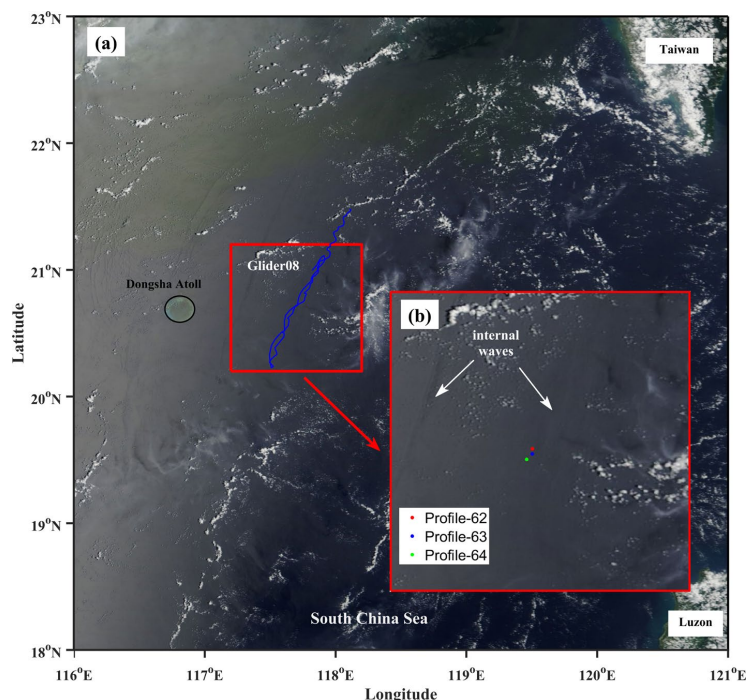 23°N
22°N
21°N
20°N
19°N
18°N
Latitude
(a)
Taiwan
Glider08
Dongsha Atoll
(b)
internal
waves
Profile-62
Profile-63
Profile-64
South China Sea
Luzon
116°E
117°E
118°E
119°E
120°E
121°E
Longitude